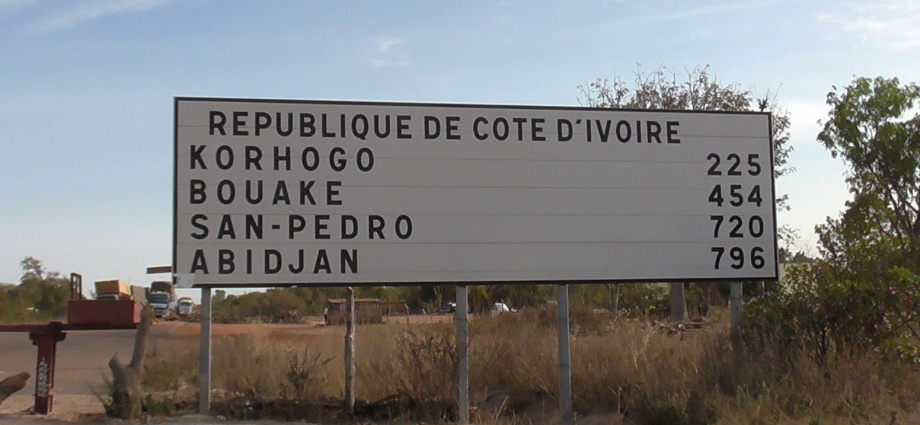 REPUBLIQUE DE COTE D'IVOIRE
KORHOGO 225
BOUAKE 454
SAN-PEDRO 720
ABIDJAN 796